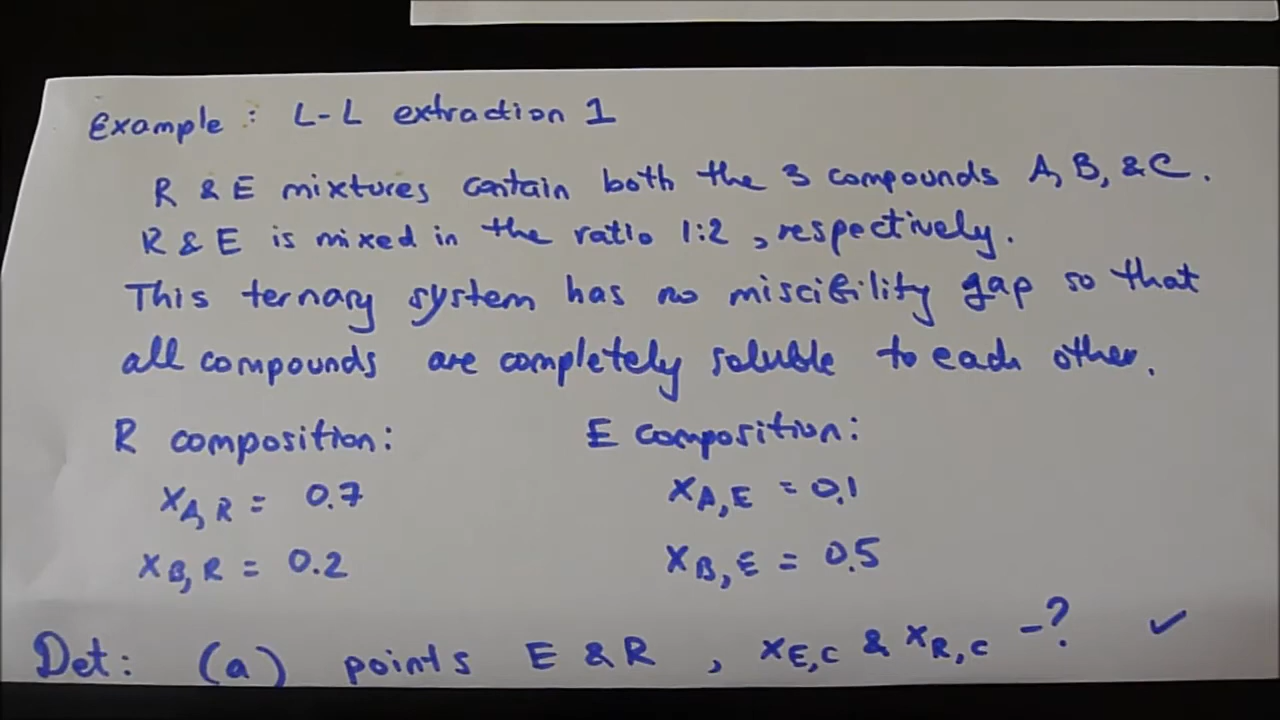 Example: L-L extraction 1
R & E mixtures contain both the 3 compounds A, B, & C.
R & E is mixed in the ratio 1:2, respectively.
This ternary system has no miscibility gap so that
all compounds are completely soluble to each other.
R composition: E composition:
x_A,R = 0.7 x_A,E = 0.1
x_B,R = 0.2 x_B,E = 0.5
Det: (a) points E & R, x_E,C & x_R,C -? ✓